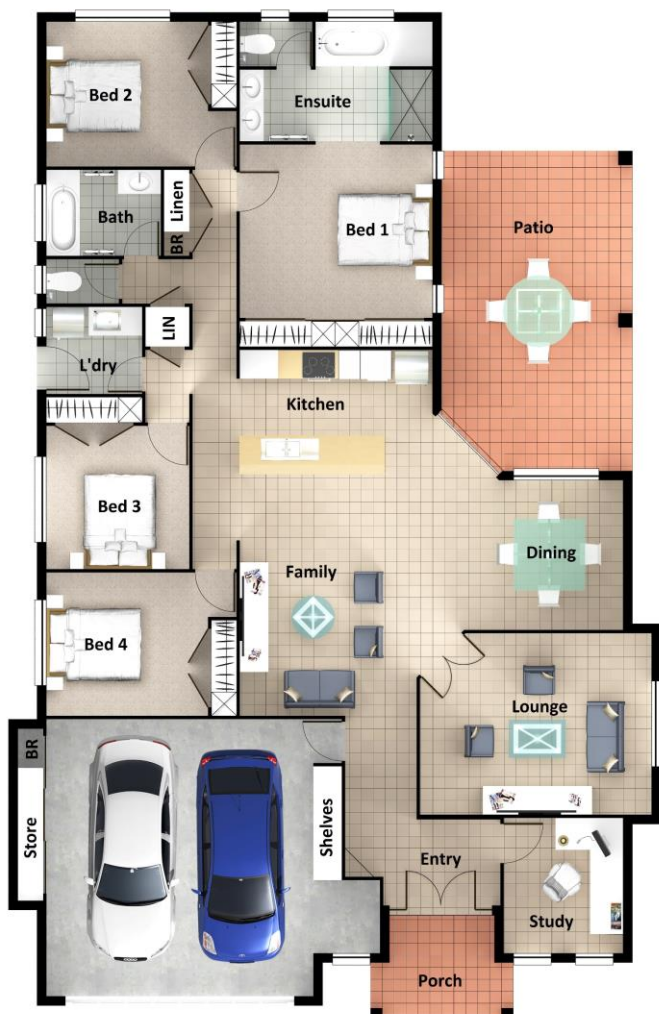 Bed 2
Ensuite
Linen
Bath
BR
Bed 1
Patio
LIN
L'dry
Kitchen
Bed 3
Dining
Family
Bed 4
Lounge
BR
Store
Shelves
Entry
Study
Porch